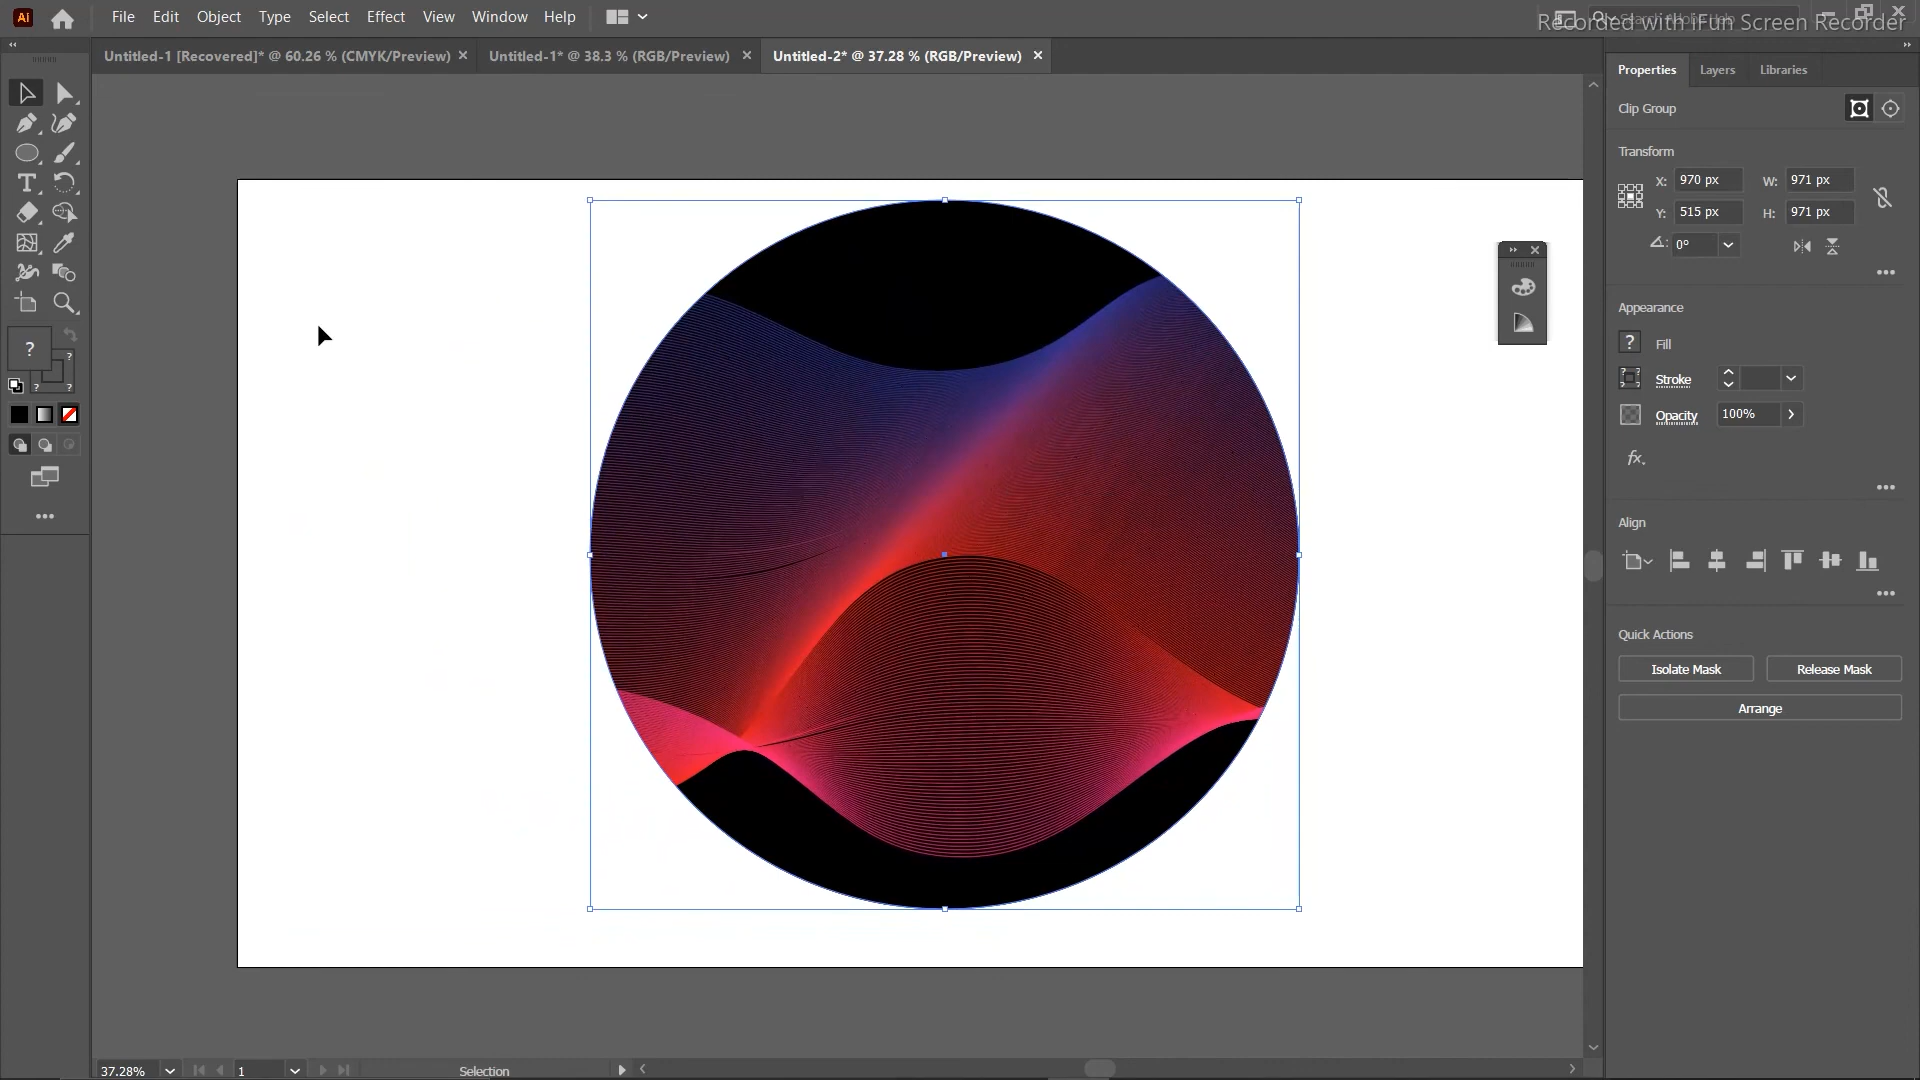 Ai File Edit Object Type Select Effect View Window Help
Recorded with iFun Screen Recorder
Untitled-1 [Recovered]* @ 60.26 % (CMYK/Preview) Untitled-1* @ 38.3 % (RGB/Preview) Untitled-2* @ 37.28 % (RGB/Preview)
Properties Layers Libraries
Clip Group
Transform
X: 970 px W: 971 px
Y: 515 px H: 971 px
0°
Appearance
? Fill
Stroke
Opacity 100%
fx.
Align
Quick Actions
Isolate Mask Release Mask
Arrange
37.28% 1 Selection